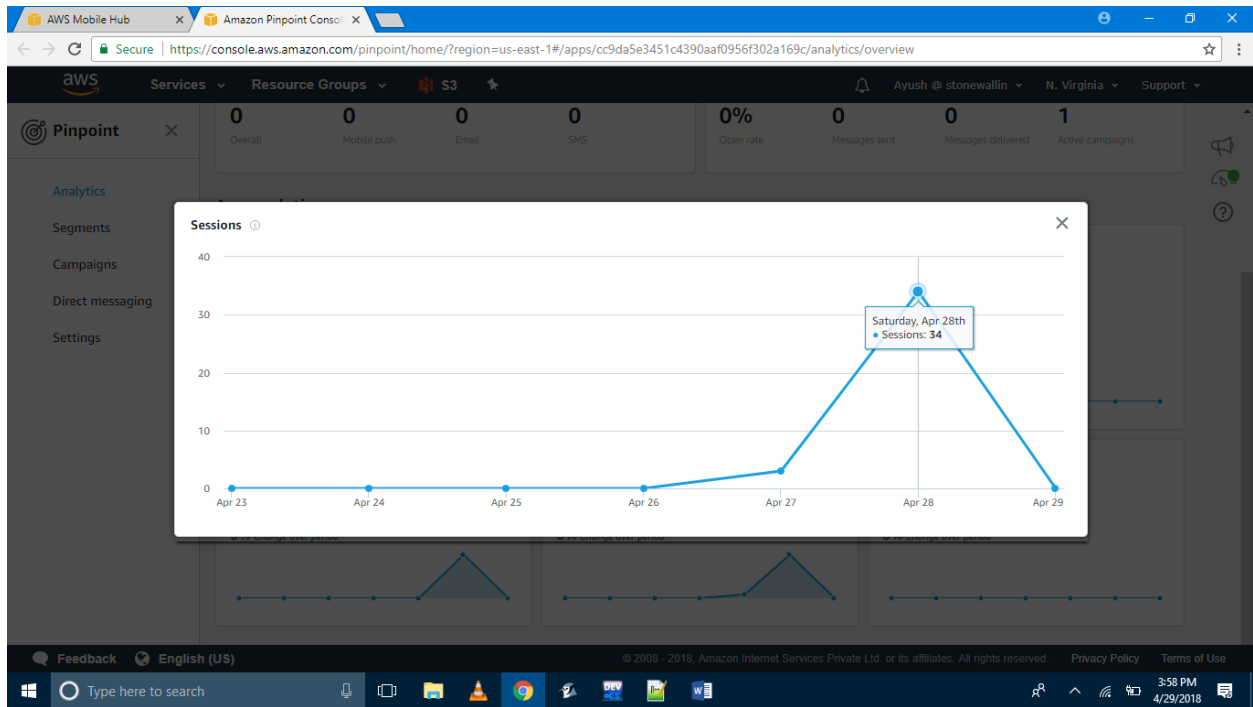 AWS Mobile Hub
Amazon Pinpoint Consol
Secure https://console.aws.amazon.com/pinpoint/home/?region=us-east-1#/apps/cc9da5e3451c4390aaf0956f302a169c/analytics/overview
aws Services Resource Groups S3 Ayush @ stonewallin N. Virginia Support
Pinpoint
Analytics
Segments
Campaigns
Direct messaging
Settings
0 0 0 0 0% 0 0 1
Overall Mobile push Email SMS Open rate Messages sent Messages delivered Active campaigns
Sessions
40
30
20
10
0
Saturday, Apr 28th
Sessions: 34
Apr 23 Apr 24 Apr 25 Apr 26 Apr 27 Apr 28 Apr 29
Feedback English (US) © 2008 - 2018, Amazon Internet Services Private Ltd. or its affiliates. All rights reserved. Privacy Policy Terms of Use
Type here to search
DEV
3:58 PM
4/29/2018